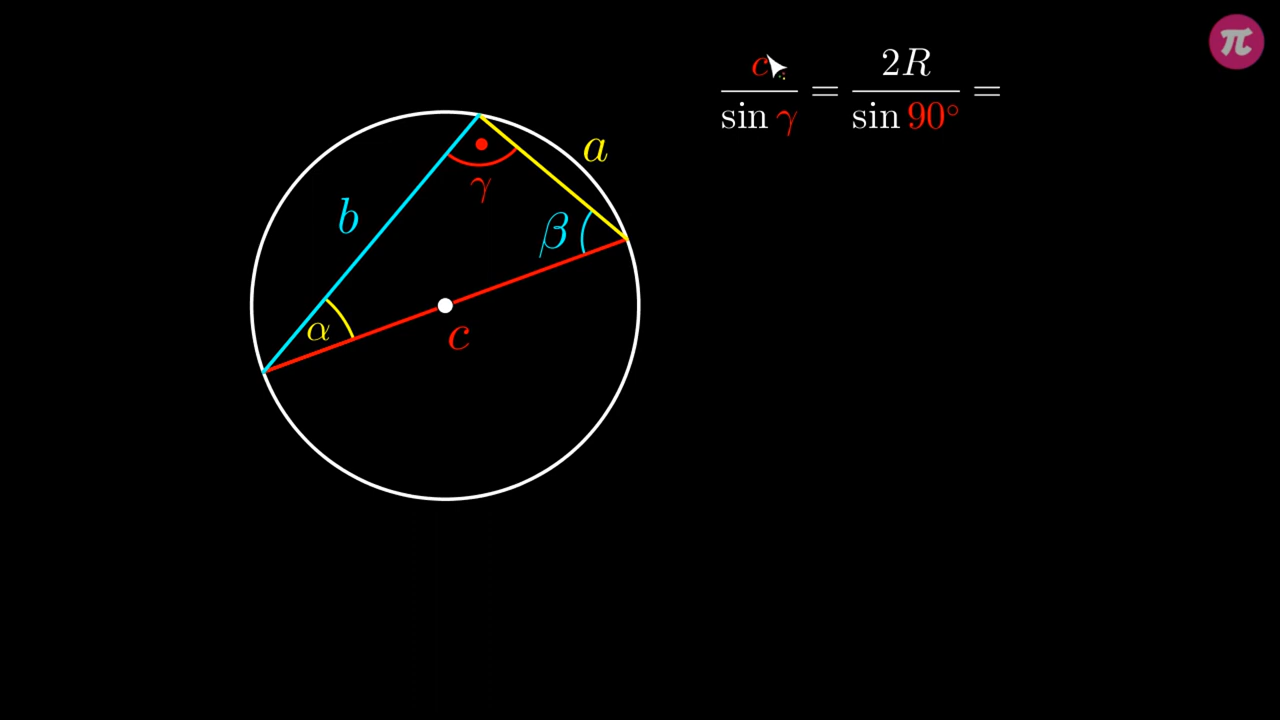 c / sin γ = 2R / sin 90° =
a
γ
b
β
α
c
π